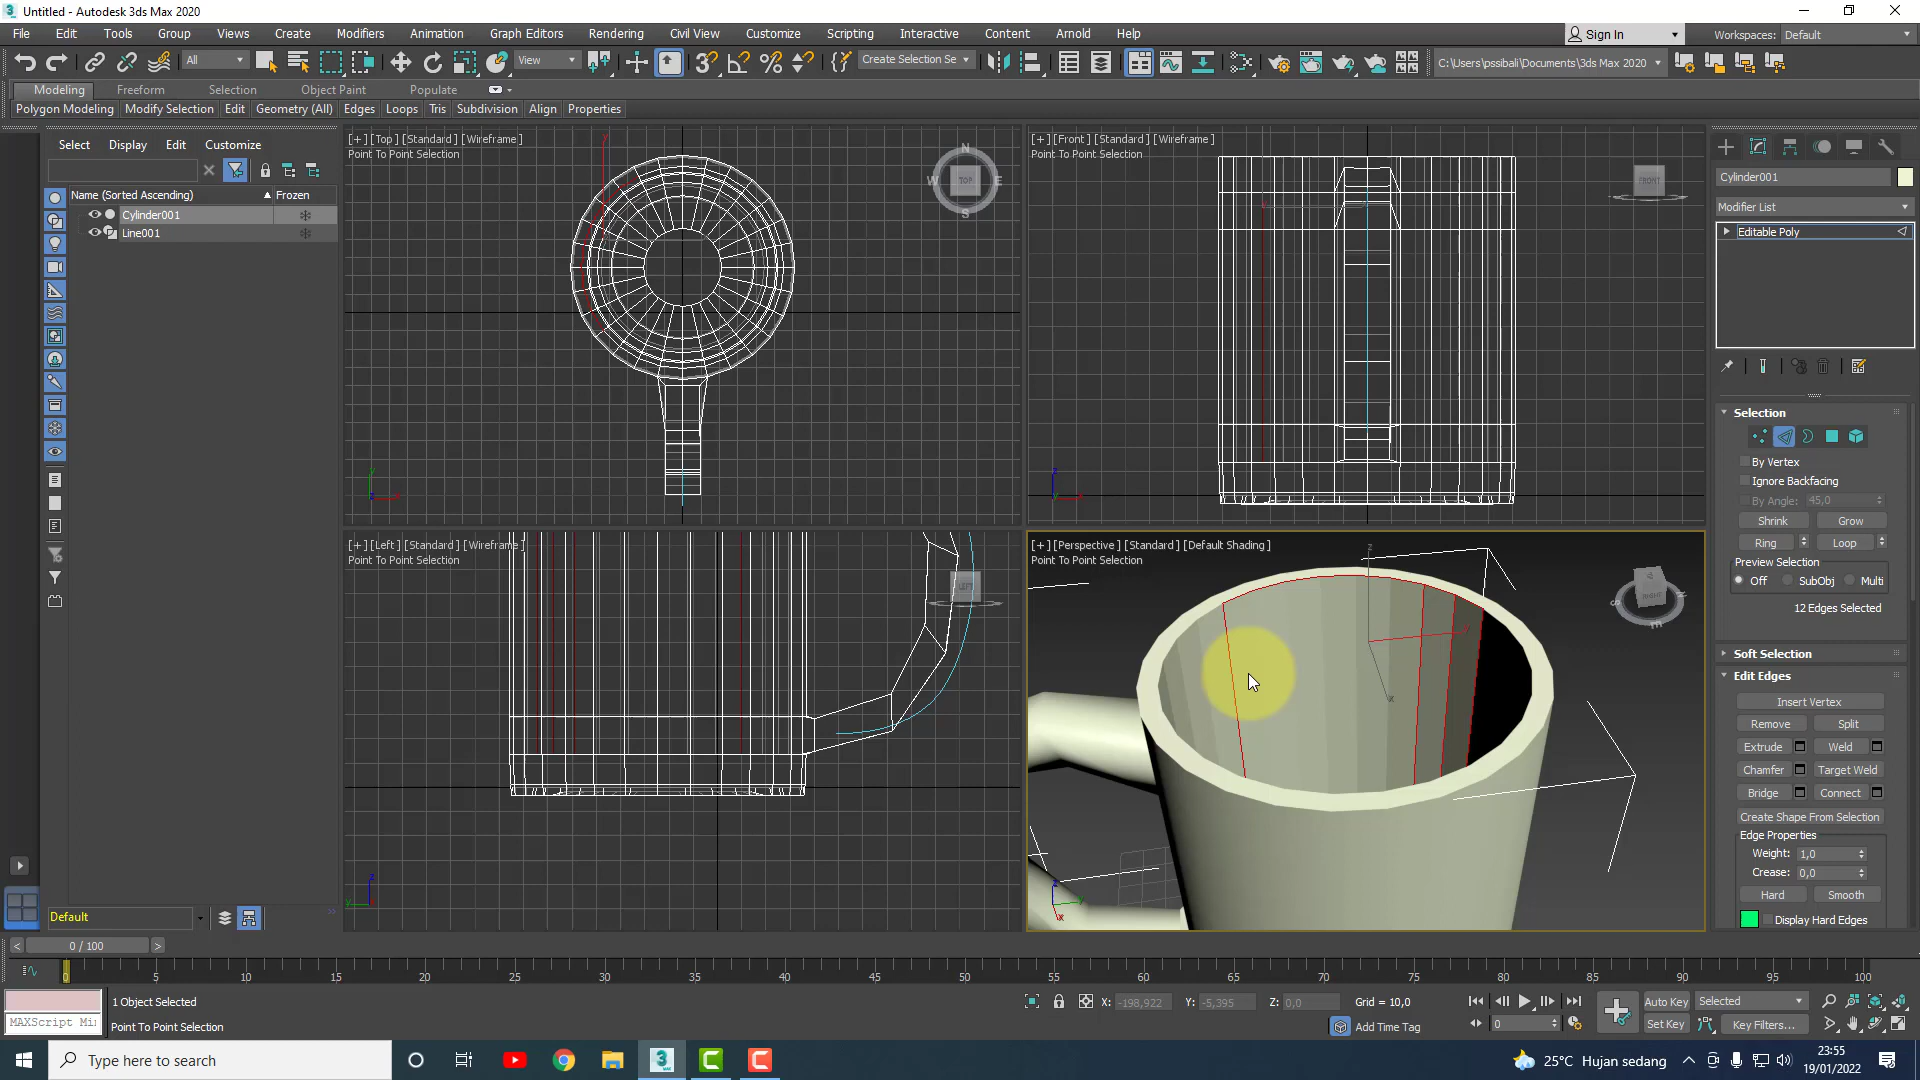 Untitled - Autodesk 3ds Max 2020
File Edit Tools Group Views Create Modifiers Animation Graph Editors Rendering Civil View Customize Scripting Interactive Content Arnold Help
Sign In Workspaces: Default
All View Create Selection Se C:\Users\pssibali\Documents\3ds Max 2020
Modeling Freeform Selection Object Paint Populate
Polygon Modeling Modify Selection Edit Geometry (All) Edges Loops Tris Subdivision Align Properties
Select Display Edit Customize
Name (Sorted Ascending) Frozen
Cylinder001
Line001
Default
[+] [Top] [Standard] [Wireframe]
Point To Point Selection
N
W TOP E
S
[+] [Front] [Standard] [Wireframe]
Point To Point Selection
FRONT
[+] [Left] [Standard] [Wireframe]
Point To Point Selection
LEFT
[+] [Perspective] [Standard] [Default Shading]
Point To Point Selection
RIGHT
Cylinder001
Modifier List
Editable Poly
Selection
By Vertex
Ignore Backfacing
By Angle: 45,0
Shrink Grow
Ring Loop
Preview Selection
Off SubObj Multi
12 Edges Selected
Soft Selection
Edit Edges
Insert Vertex
Remove Split
Extrude Weld
Chamfer Target Weld
Bridge Connect
Create Shape From Selection
Edge Properties
Weight: 1,0
Crease: 0,0
Hard Smooth
Display Hard Edges
0 / 100
0 5 10 15 20 25 30 35 40 45 50 55 60 65 70 75 80 85 90 95 100
1 Object Selected
MAXScript Mi
Point To Point Selection
X: -198,922 Y: -5,395 Z: 0,0 Grid = 10,0
Add Time Tag
0
Auto Key Selected
Set Key Key Filters...
Type here to search
25°C Hujan sedang
23:55
19/01/2022